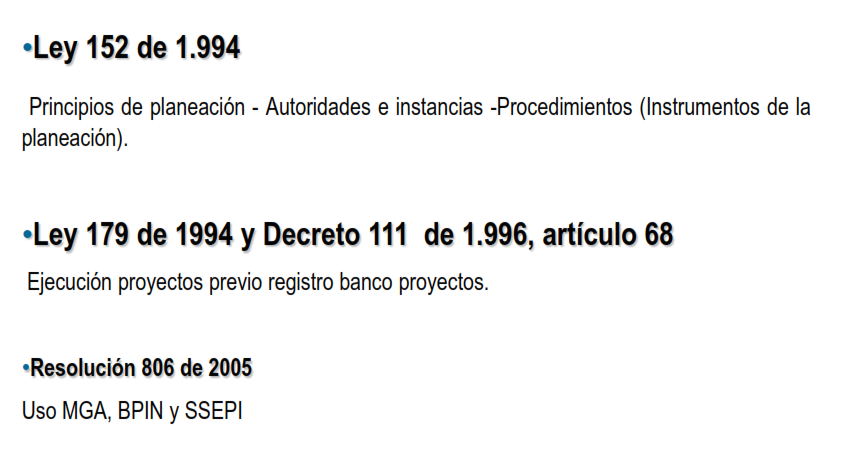 •Ley 152 de 1.994
Principios de planeación - Autoridades e instancias -Procedimientos (Instrumentos de la
planeación).
•Ley 179 de 1994 y Decreto 111 de 1.996, artículo 68
Ejecución proyectos previo registro banco proyectos.
•Resolución 806 de 2005
Uso MGA, BPIN y SSEPI